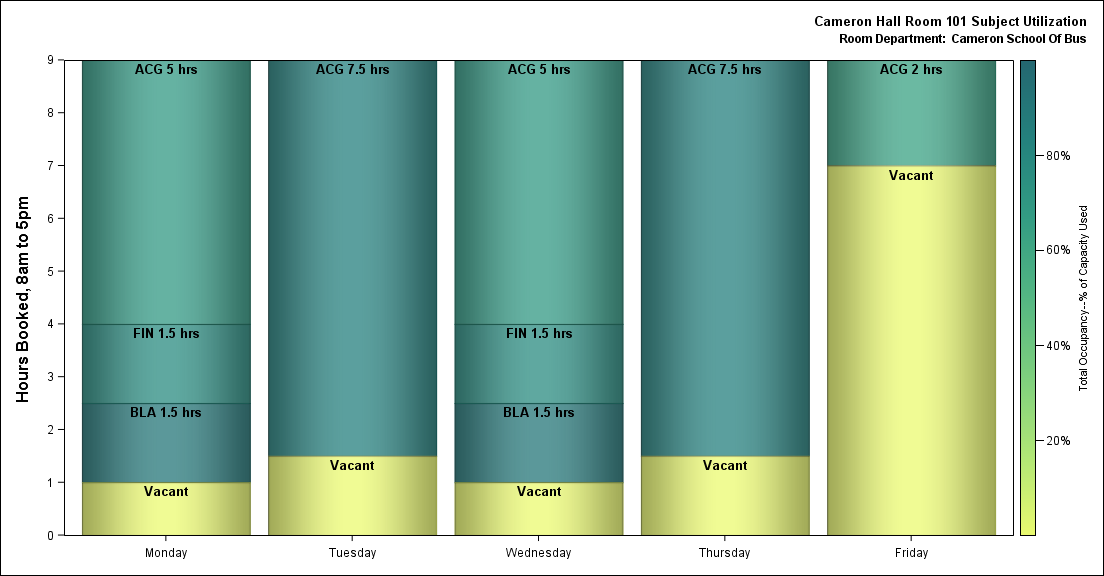 Cameron Hall Room 101 Subject Utilization
Room Department: Cameron School Of Bus
Hours Booked, 8am to 5pm
9
8
7
6
5
4
3
2
1
0
ACG 5 hrs
FIN 1.5 hrs
BLA 1.5 hrs
Vacant
ACG 7.5 hrs
Vacant
ACG 5 hrs
FIN 1.5 hrs
BLA 1.5 hrs
Vacant
ACG 7.5 hrs
Vacant
ACG 2 hrs
Vacant
Monday
Tuesday
Wednesday
Thursday
Friday
80%
60%
40%
20%
Total Occupancy--% of Capacity Used